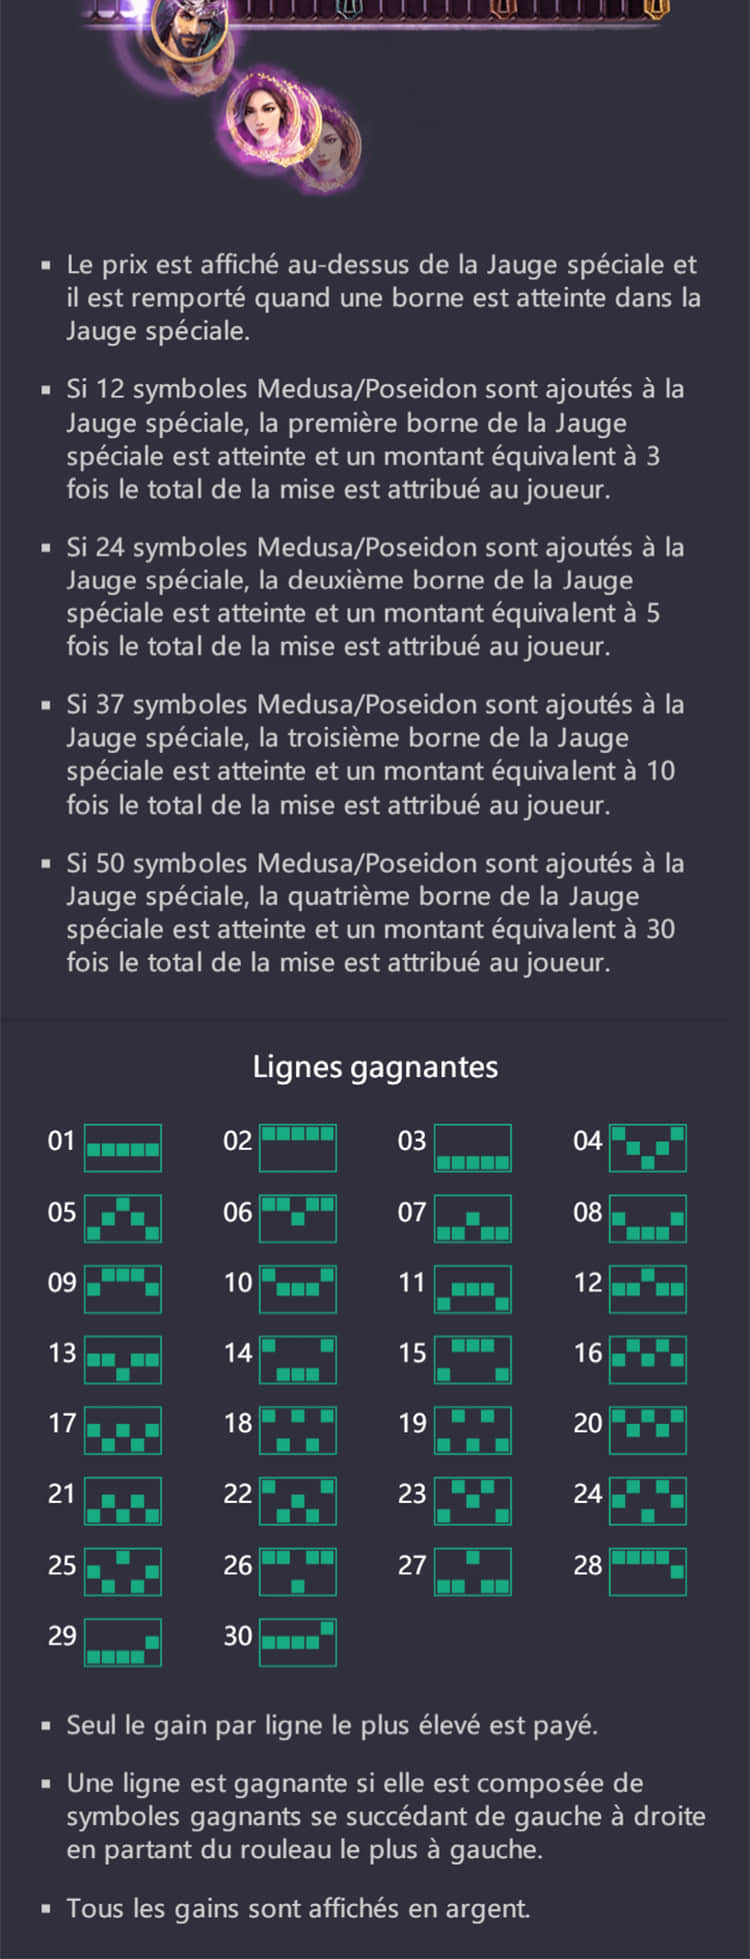 Le prix est affiché au-dessus de la Jauge spéciale et
il est remporté quand une borne est atteinte dans la
Jauge spéciale.
Si 12 symboles Medusa/Poseidon sont ajoutés à la
Jauge spéciale, la première borne de la Jauge
spéciale est atteinte et un montant équivalent à 3
fois le total de la mise est attribué au joueur.
Si 24 symboles Medusa/Poseidon sont ajoutés à la
Jauge spéciale, la deuxième borne de la Jauge
spéciale est atteinte et un montant équivalent à 5
fois le total de la mise est attribué au joueur.
Si 37 symboles Medusa/Poseidon sont ajoutés à la
Jauge spéciale, la troisième borne de la Jauge
spéciale est atteinte et un montant équivalent à 10
fois le total de la mise est attribué au joueur.
Si 50 symboles Medusa/Poseidon sont ajoutés à la
Jauge spéciale, la quatrième borne de la Jauge
spéciale est atteinte et un montant équivalent à 30
fois le total de la mise est attribué au joueur.
Lignes gagnantes
01 02 03 04
05 06 07 08
09 10 11 12
13 14 15 16
17 18 19 20
21 22 23 24
25 26 27 28
29 30
Seul le gain par ligne le plus élevé est payé.
Une ligne est gagnante si elle est composée de
symboles gagnants se succédant de gauche à droite
en partant du rouleau le plus à gauche.
Tous les gains sont affichés en argent.